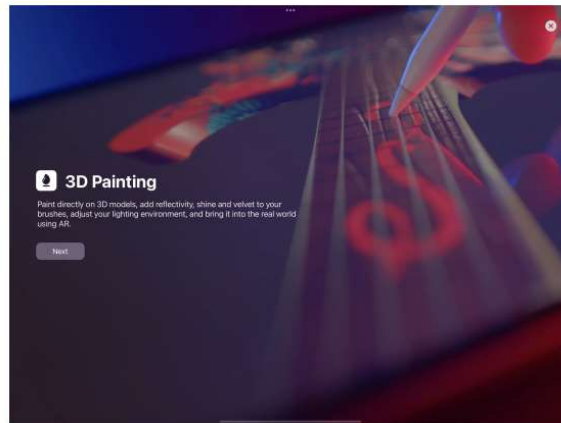 3D Painting
Paint directly on 3D models, add reflectivity, shine and velvet to your
brushes, adjust your lighting environment, and bring it into the real world
using AR.
Next